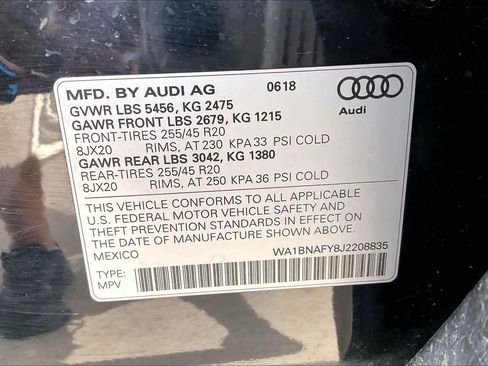 MFD. BY AUDI AG 0618
GVWR LBS 5456, KG 2475
GAWR FRONT LBS 2679, KG 1215
FRONT-TIRES 255/45 R20
8JX20 RIMS, AT 230 KPA 33 PSI COLD
GAWR REAR LBS 3042, KG 1380
REAR-TIRES 255/45 R20
8JX20 RIMS, AT 250 KPA 36 PSI COLD
Audi
THIS VEHICLE CONFORMS TO ALL APPLICABLE
U.S. FEDERAL MOTOR VEHICLE SAFETY AND
THEFT PREVENTION STANDARDS IN EFFECT ON
THE DATE OF MANUFACTURE SHOWN ABOVE.
MEXICO WA1BNAFY8J2208835
TYPE:
MPV